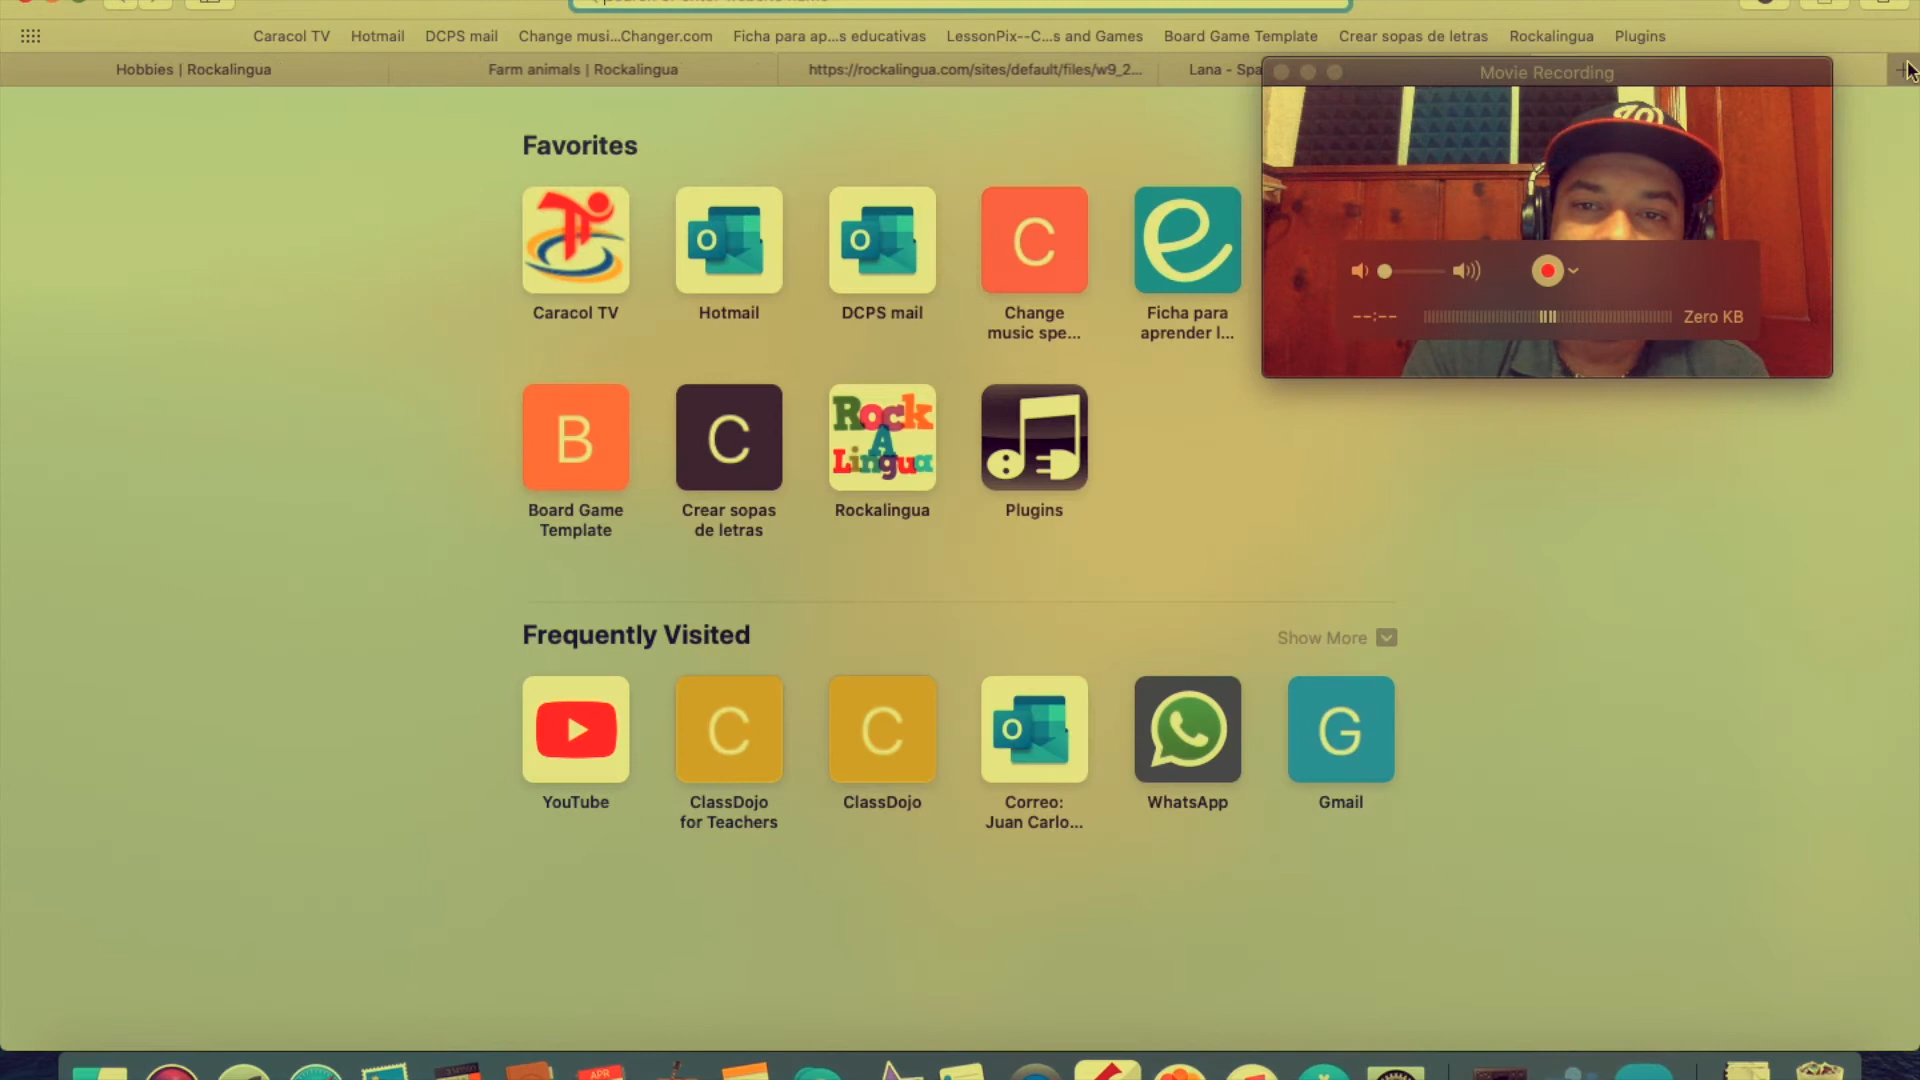 Caracol TV Hotmail DCPS mail Change musi...Changer.com Ficha para ap...s educativas LessonPix--C...s and Games Board Game Template Crear sopas de letras Rockalingua Plugins
Hobbies | Rockalingua Farm animals | Rockalingua https://rockalingua.com/sites/default/files/w9_2... Lana - Spa
Movie Recording
Favorites
Caracol TV Hotmail DCPS mail Change Ficha para
music spe... aprender l...
--:-- Zero KB
B C Rock A Lingua
Board Game Crear sopas Rockalingua Plugins
Template de letras
Frequently Visited Show More
C C G
YouTube ClassDojo ClassDojo Correo: WhatsApp Gmail
for Teachers Juan Carlo...
APR